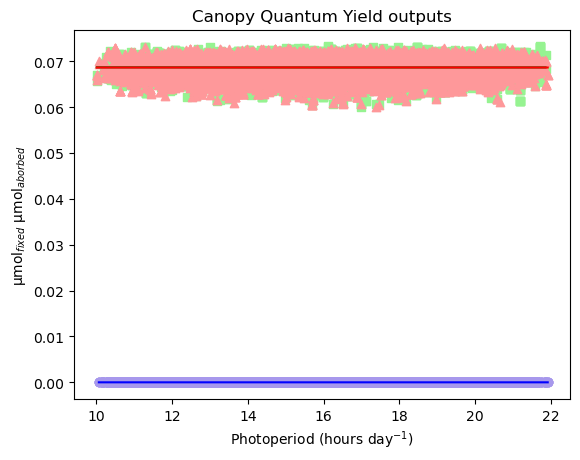 Canopy Quantum Yield outputs
0.07
0.06
0.05
0.04
0.03
0.02
0.01
0.00
µmol_fixed µmol_aborbed
10 12 14 16 18 20 22
Photoperiod (hours day⁻¹)